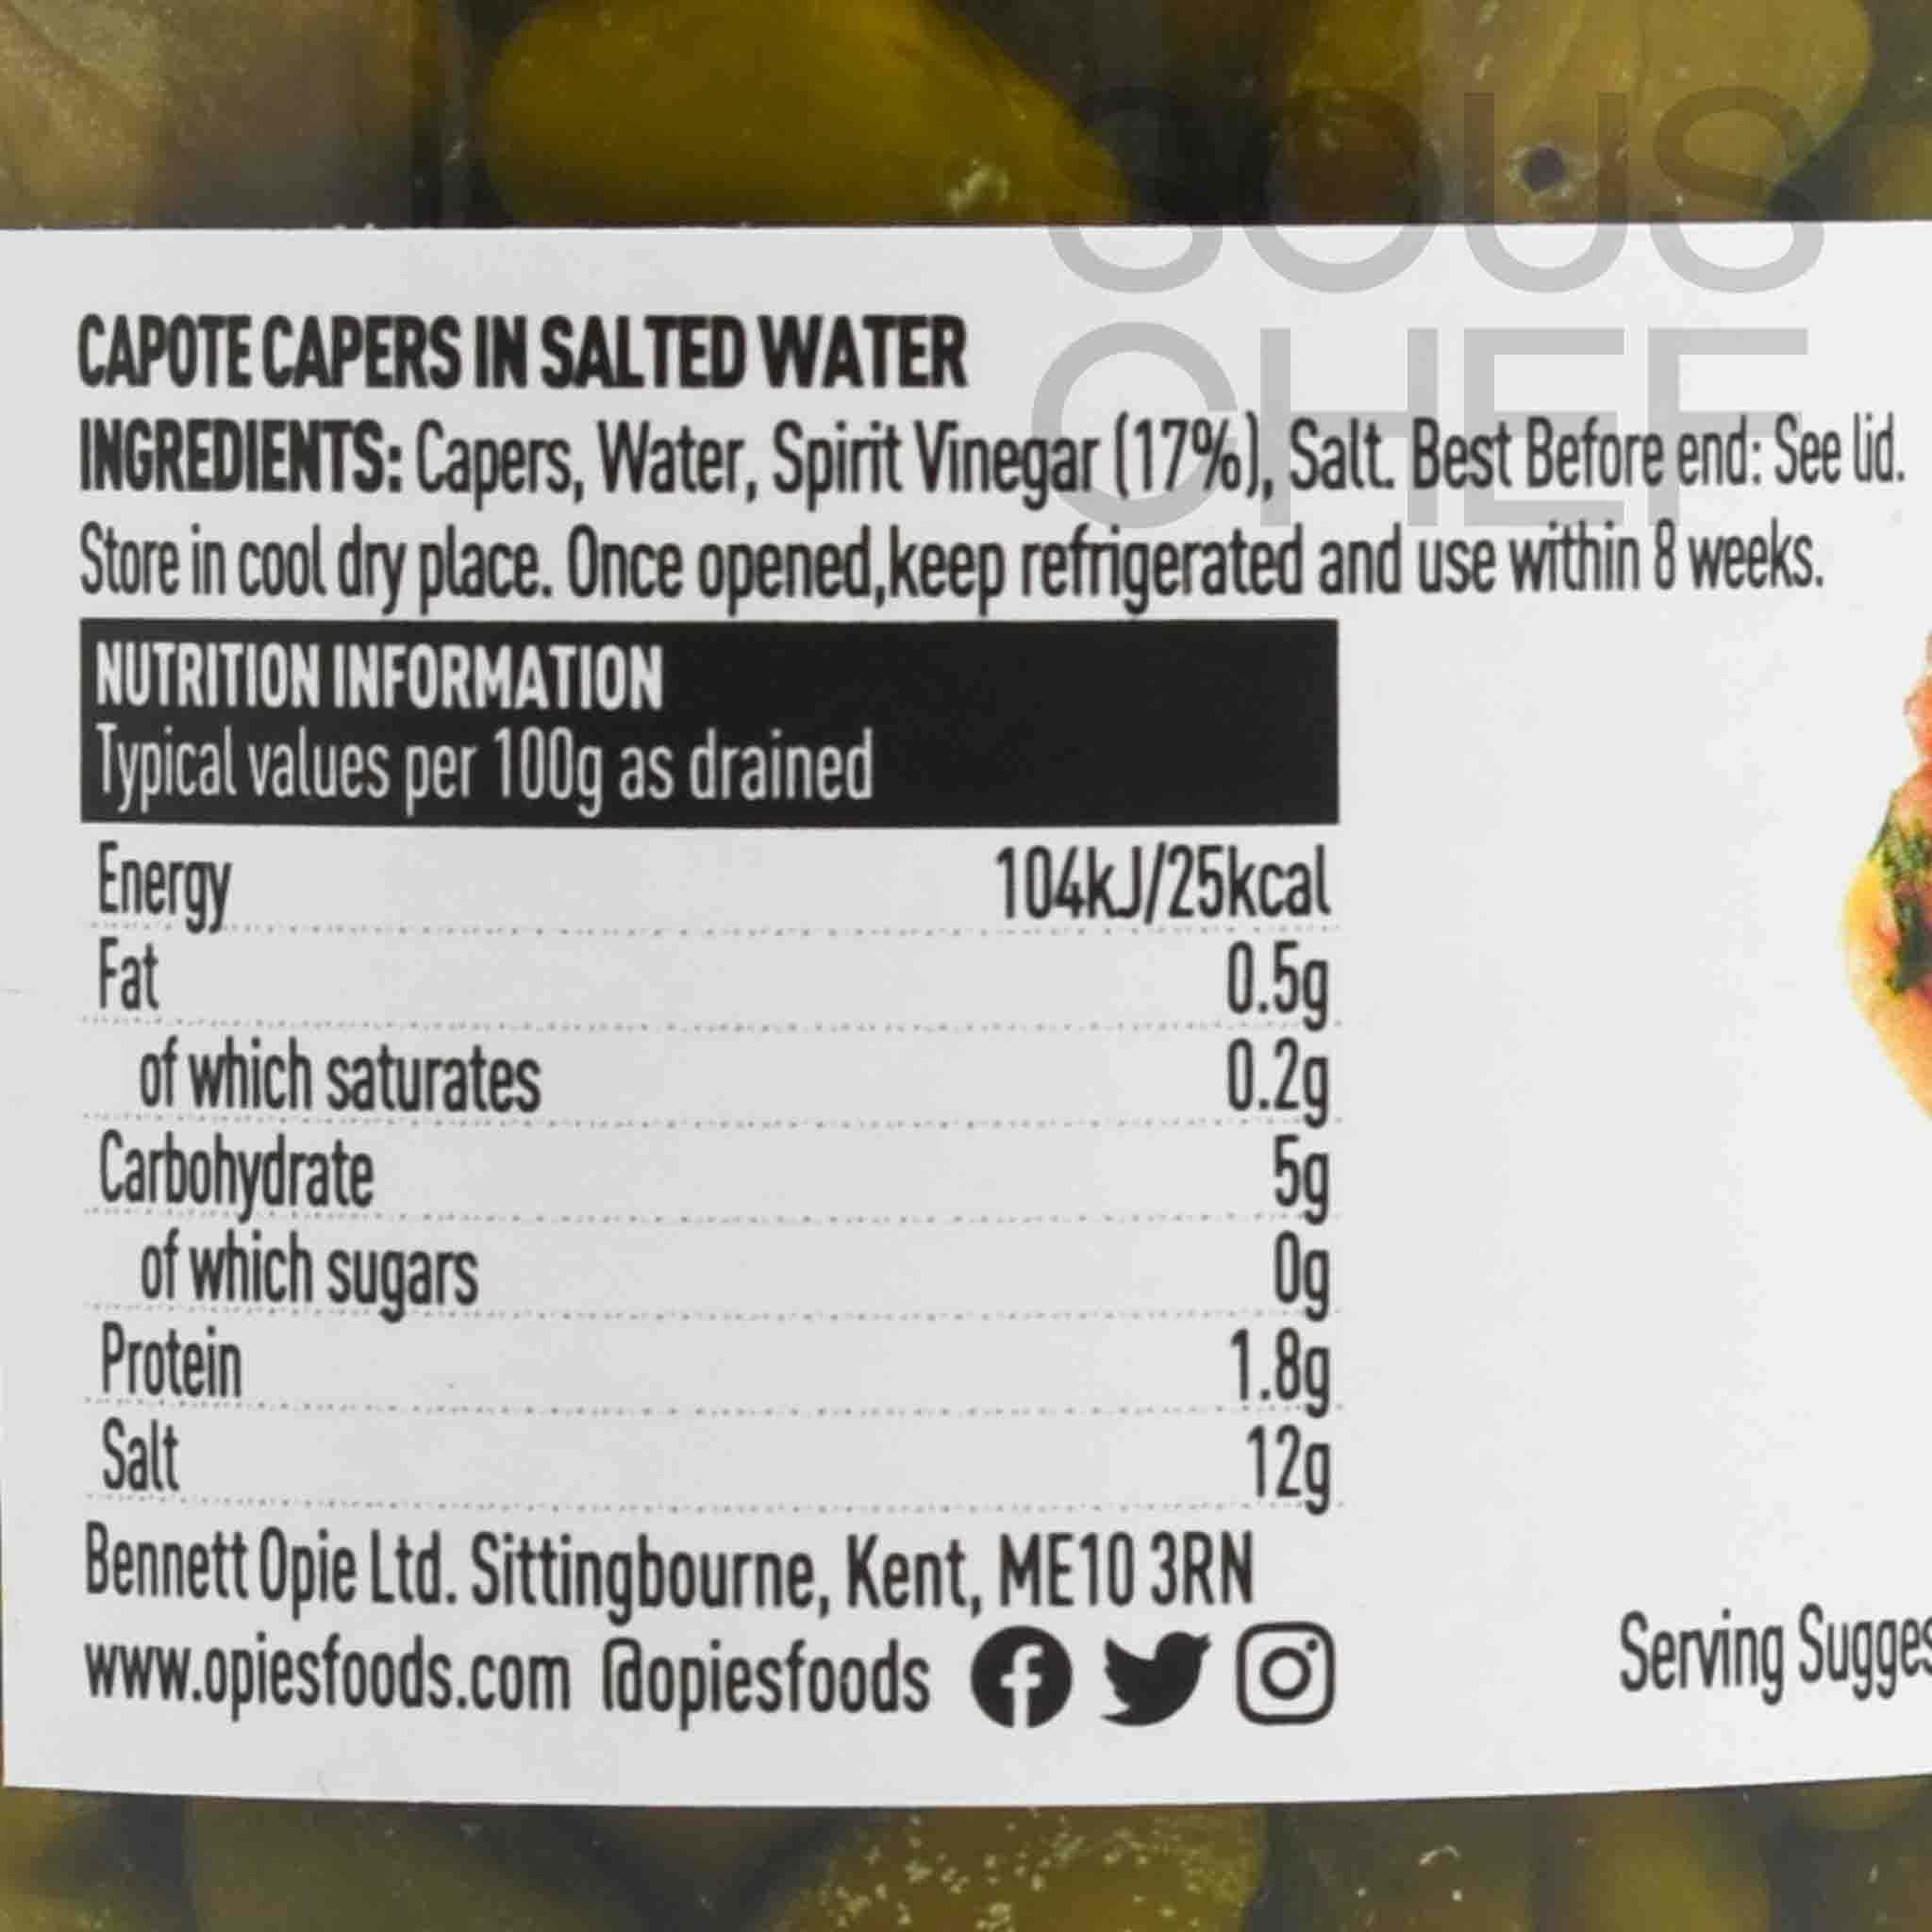 SOUS
CHEF
CAPOTE CAPERS IN SALTED WATER
INGREDIENTS: Capers, Water, Spirit Vinegar (17%), Salt. Best Before end: See lid.
Store in cool dry place. Once opened,keep refrigerated and use within 8 weeks.
NUTRITION INFORMATION
Typical values per 100g as drained
Energy 104kJ/25kcal
Fat 0.5g
of which saturates 0.2g
Carbohydrate 5g
of which sugars 0g
Protein 1.8g
Salt 12g
Bennett Opie Ltd. Sittingbourne, Kent, ME10 3RN
www.opiesfoods.com @opiesfoods
Serving